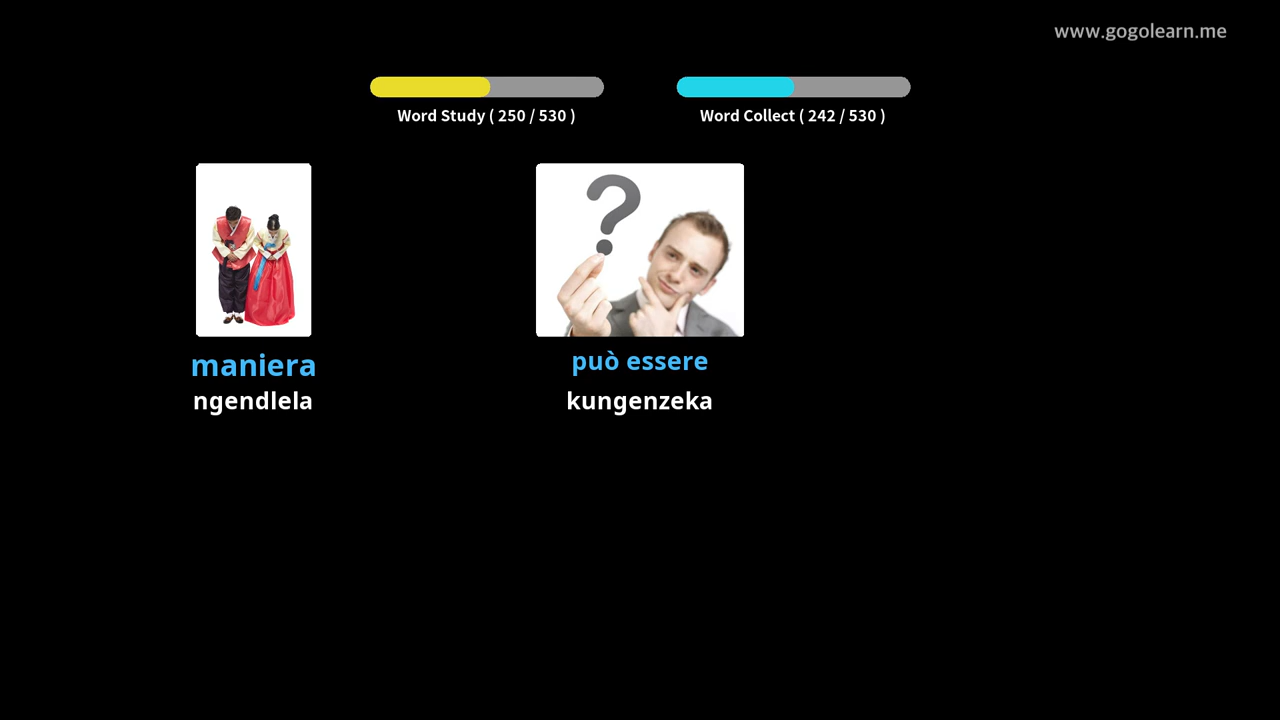 www.gogolearn.me
Word Study ( 250 / 530 )
Word Collect ( 242 / 530 )
maniera
ngendlela
può essere
kungenzeka